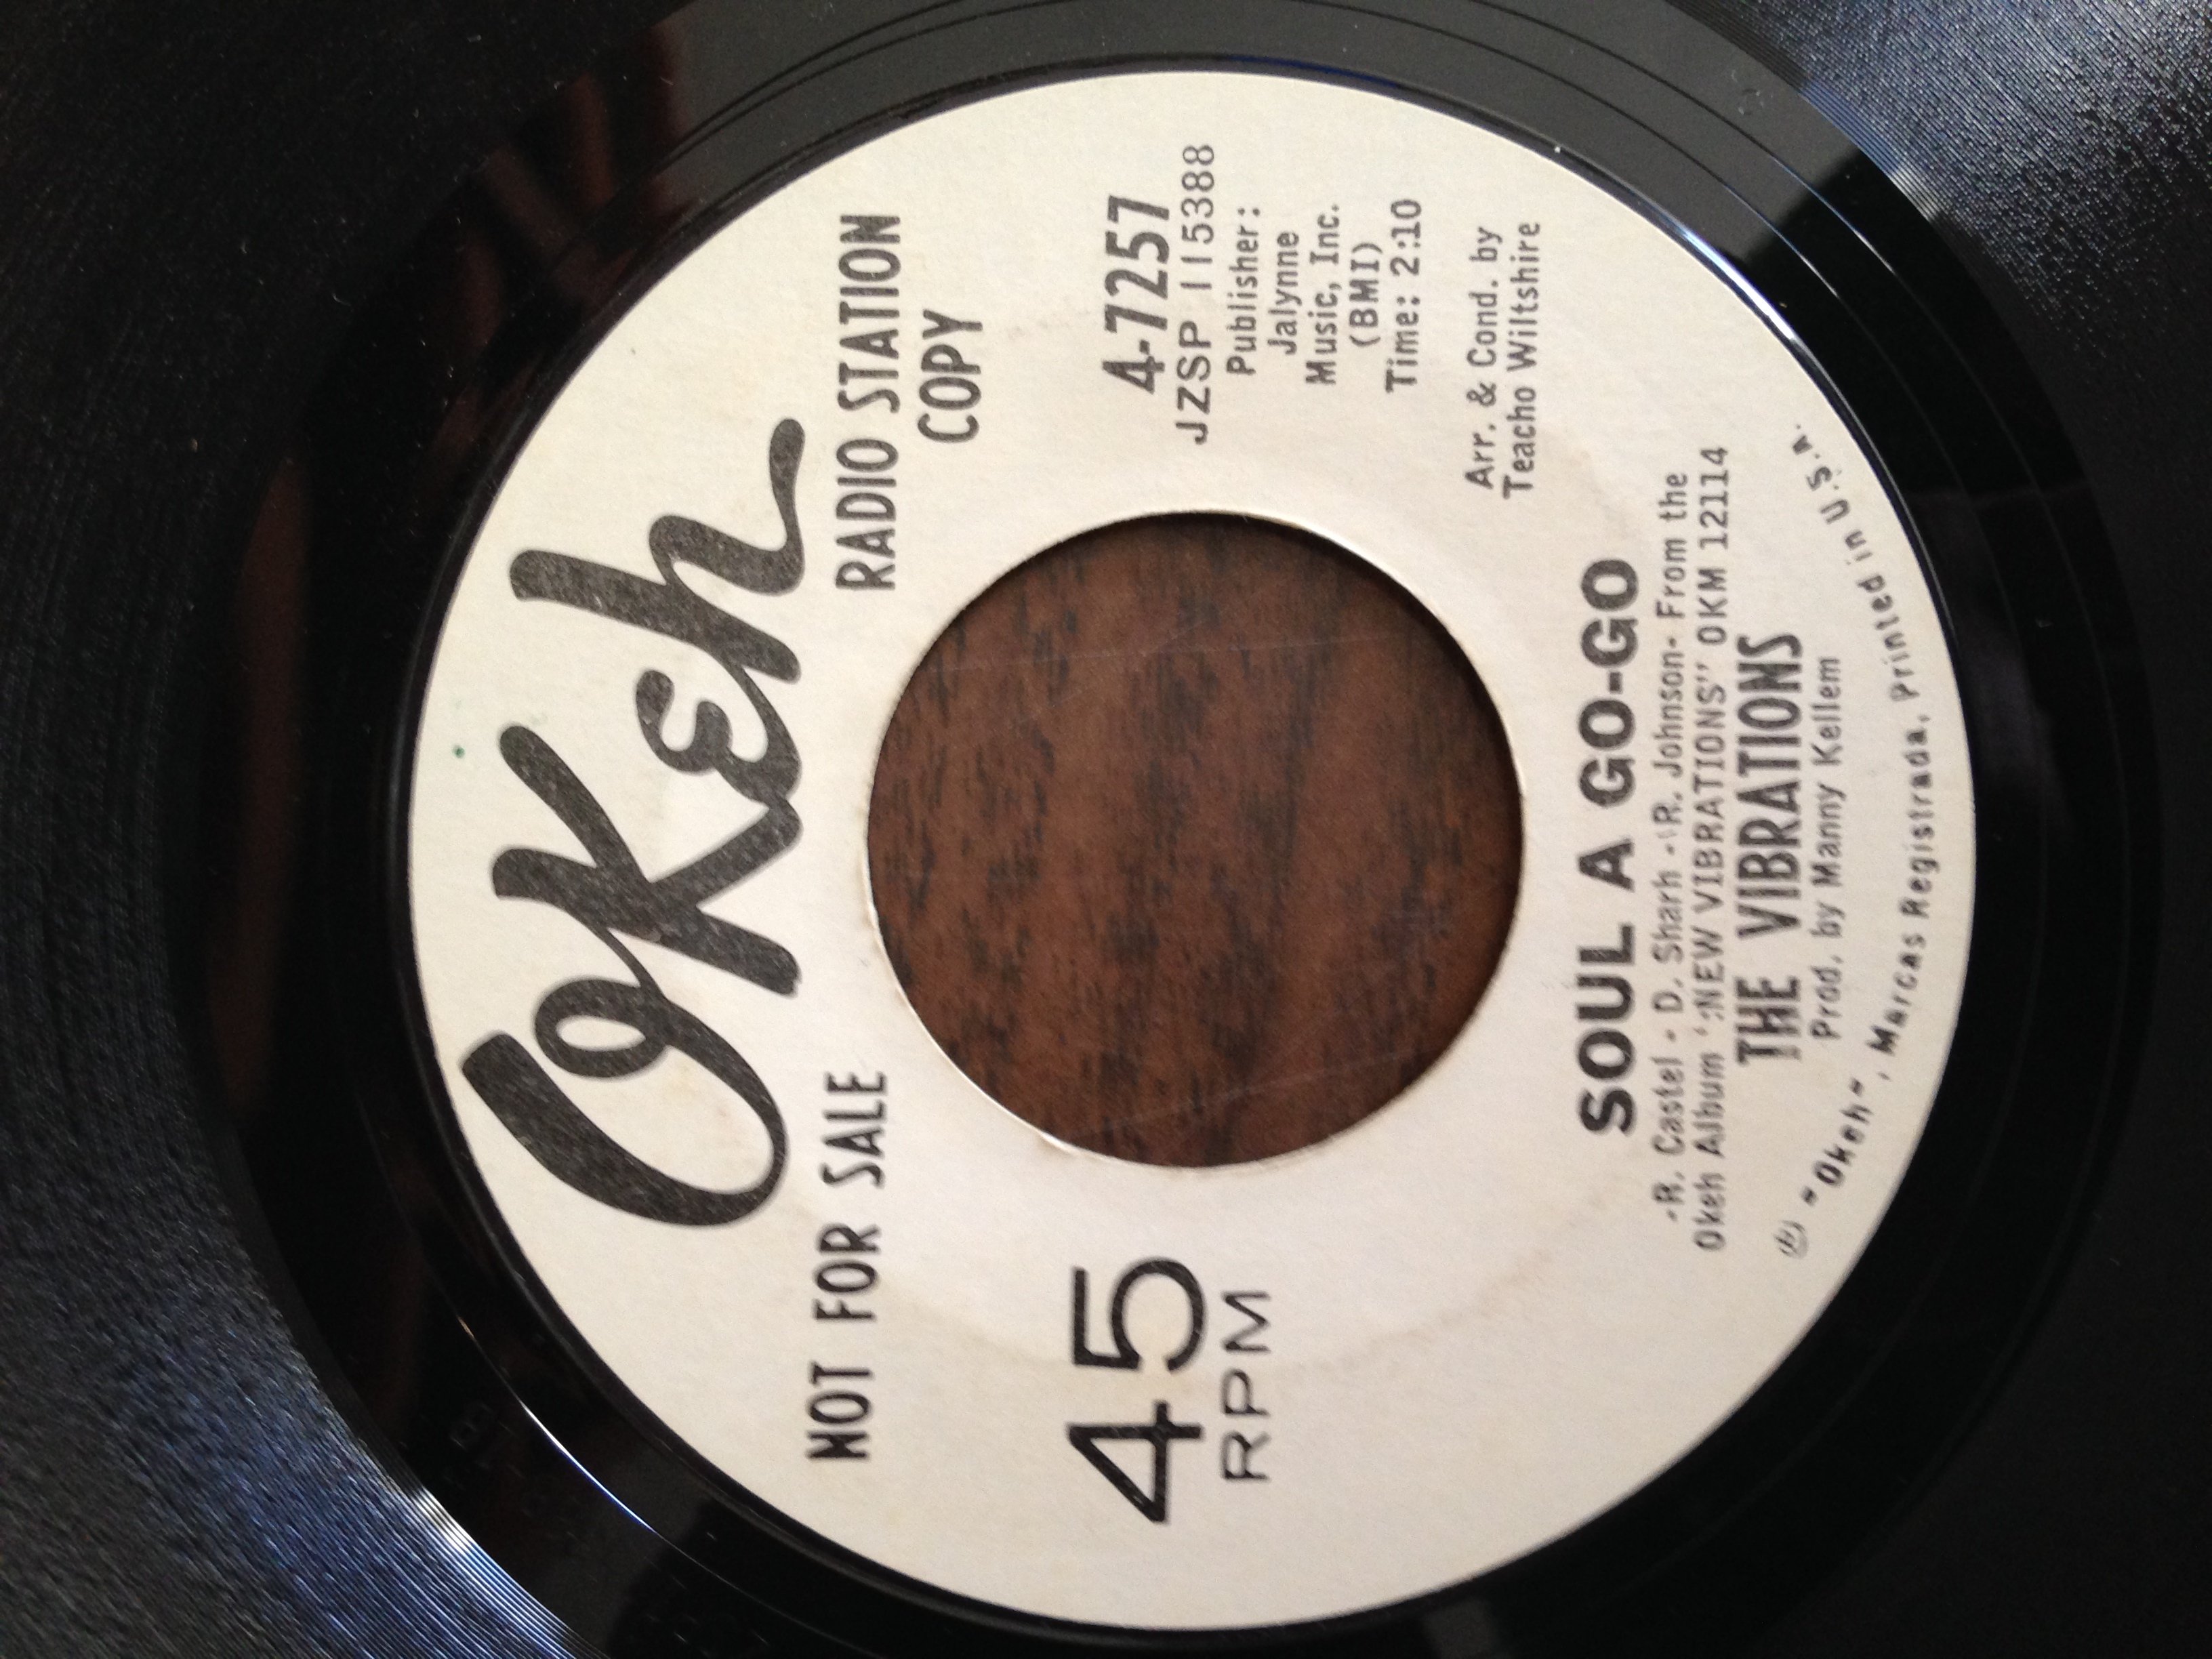 OKeh
NOT FOR SALE
RADIO STATION
COPY
45
RPM
4-7257
JZSP 115388
Publisher:
Jalynne
Music, Inc.
(BMI)
Time: 2:10
Arr. & Cond. by
Teacho Wiltshire
SOUL A GO-GO
-R. Castel - D. Sharh - R. Johnson- From the
Okeh Album "NEW VIBRATIONS" OKM 12114
THE VIBRATIONS
Prod. by Manny Kellem
"Okeh", Marcas Registrada, Printed in U.S.A.